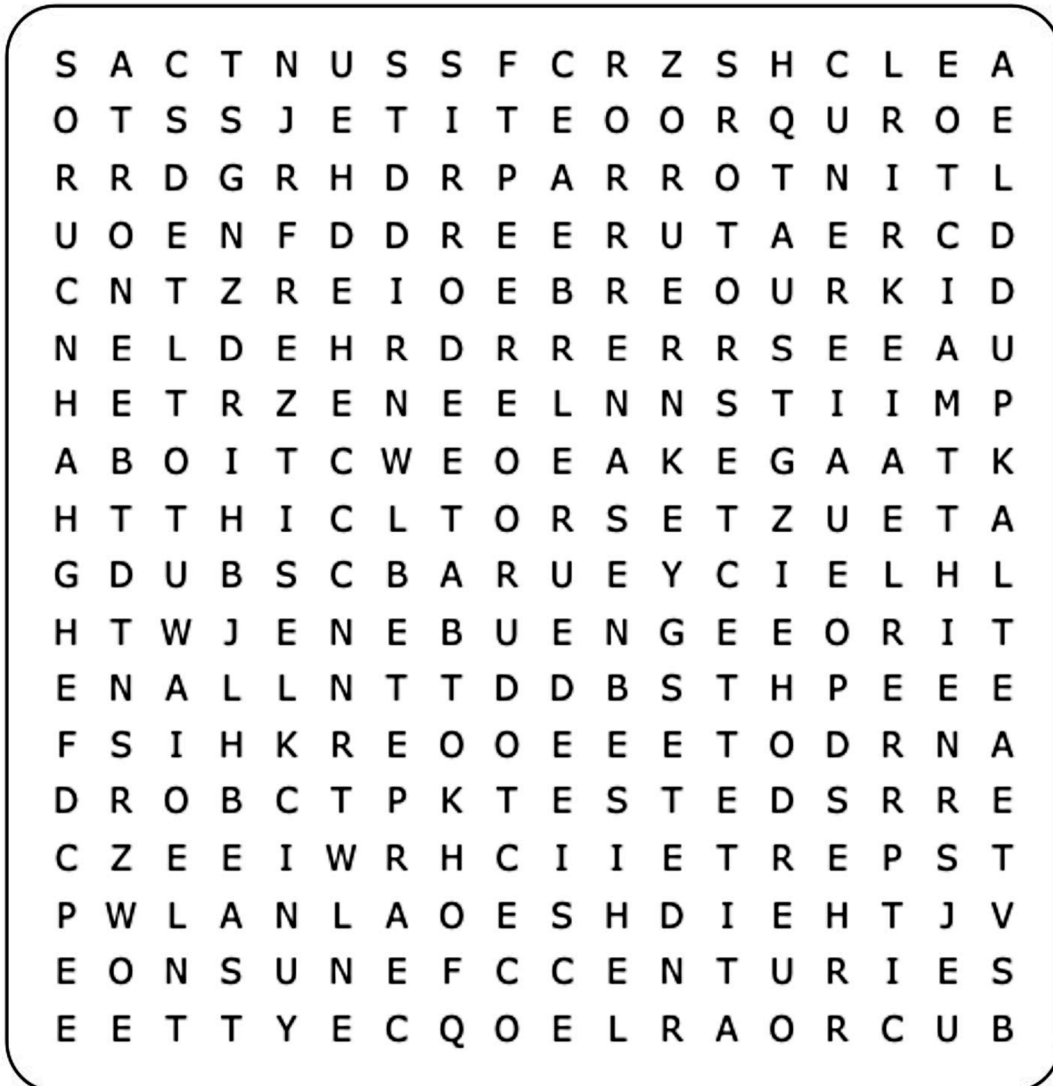 S A C T N U S S F C R Z S H C L E A
O T S S J E T I T E O O R Q U R O E
R R D G R H D R P A R R O T N I T L
U O E N F D D R E E R U T A E R C D
C N T Z R E I O E B R E O U R K I D
N E L D E H R D R R E R R S E E A U
H E T R Z E N E E L N N S T I I M P
A B O I T C W E O E A K E G A A T K
H T T H I C L T O R S E T Z U E T A
G D U B S C B A R U E Y C I E L H L
H T W J E N E B U E N G E E O R I T
E N A L L N T T D D B S T H P E E E
F S I H K R E O O E E E T O D R N A
D R O B C T P K T E S T E D S R R E
C Z E E I W R H C I I E T R E P S T
P W L A N L A O E S H D I E H T J V
E O N S U N E F C C E N T U R I E S
E E T T Y E C Q O E L R A O R C U B